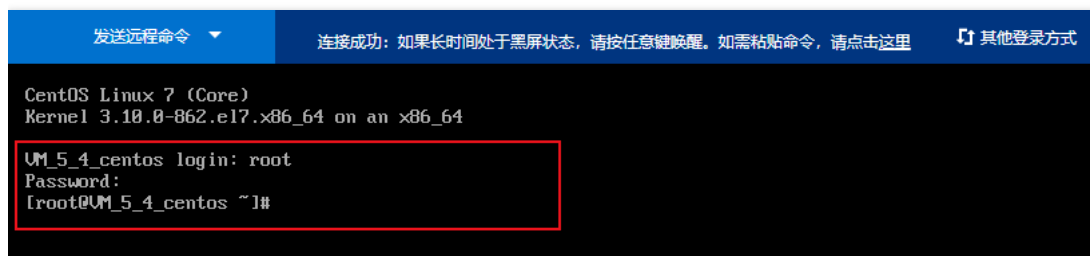 发送远程命令
连接成功：如果长时间处于黑屏状态，请按任意键唤醒。如需粘贴命令，请点击这里
其他登录方式
CentOS Linux 7 (Core)
Kernel 3.10.0-862.el7.x86_64 on an x86_64
VM_5_4_centos login: root
Password:
[root@VM_5_4_centos ~]#